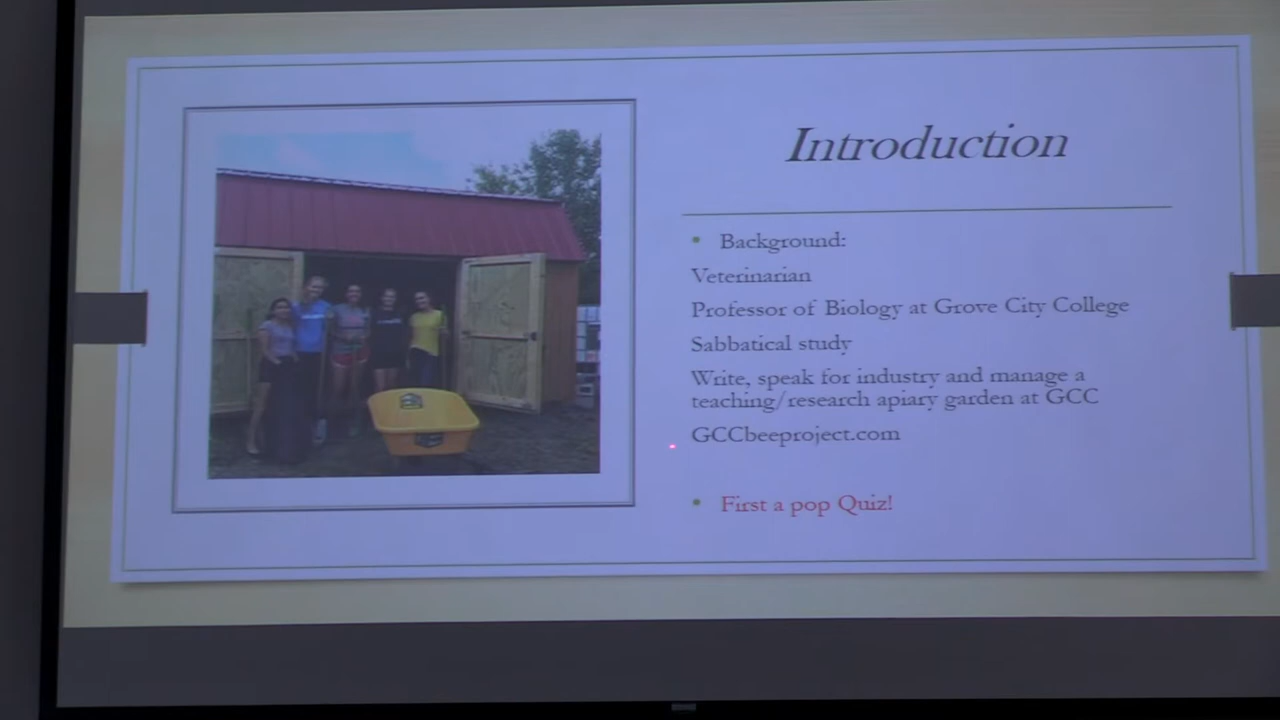 Introduction
Background:
Veterinarian
Professor of Biology at Grove City College
Sabbatical study
Write, speak for industry and manage a
teaching/research apiary garden at GCC
GCCbeeproject.com
First a pop Quiz!